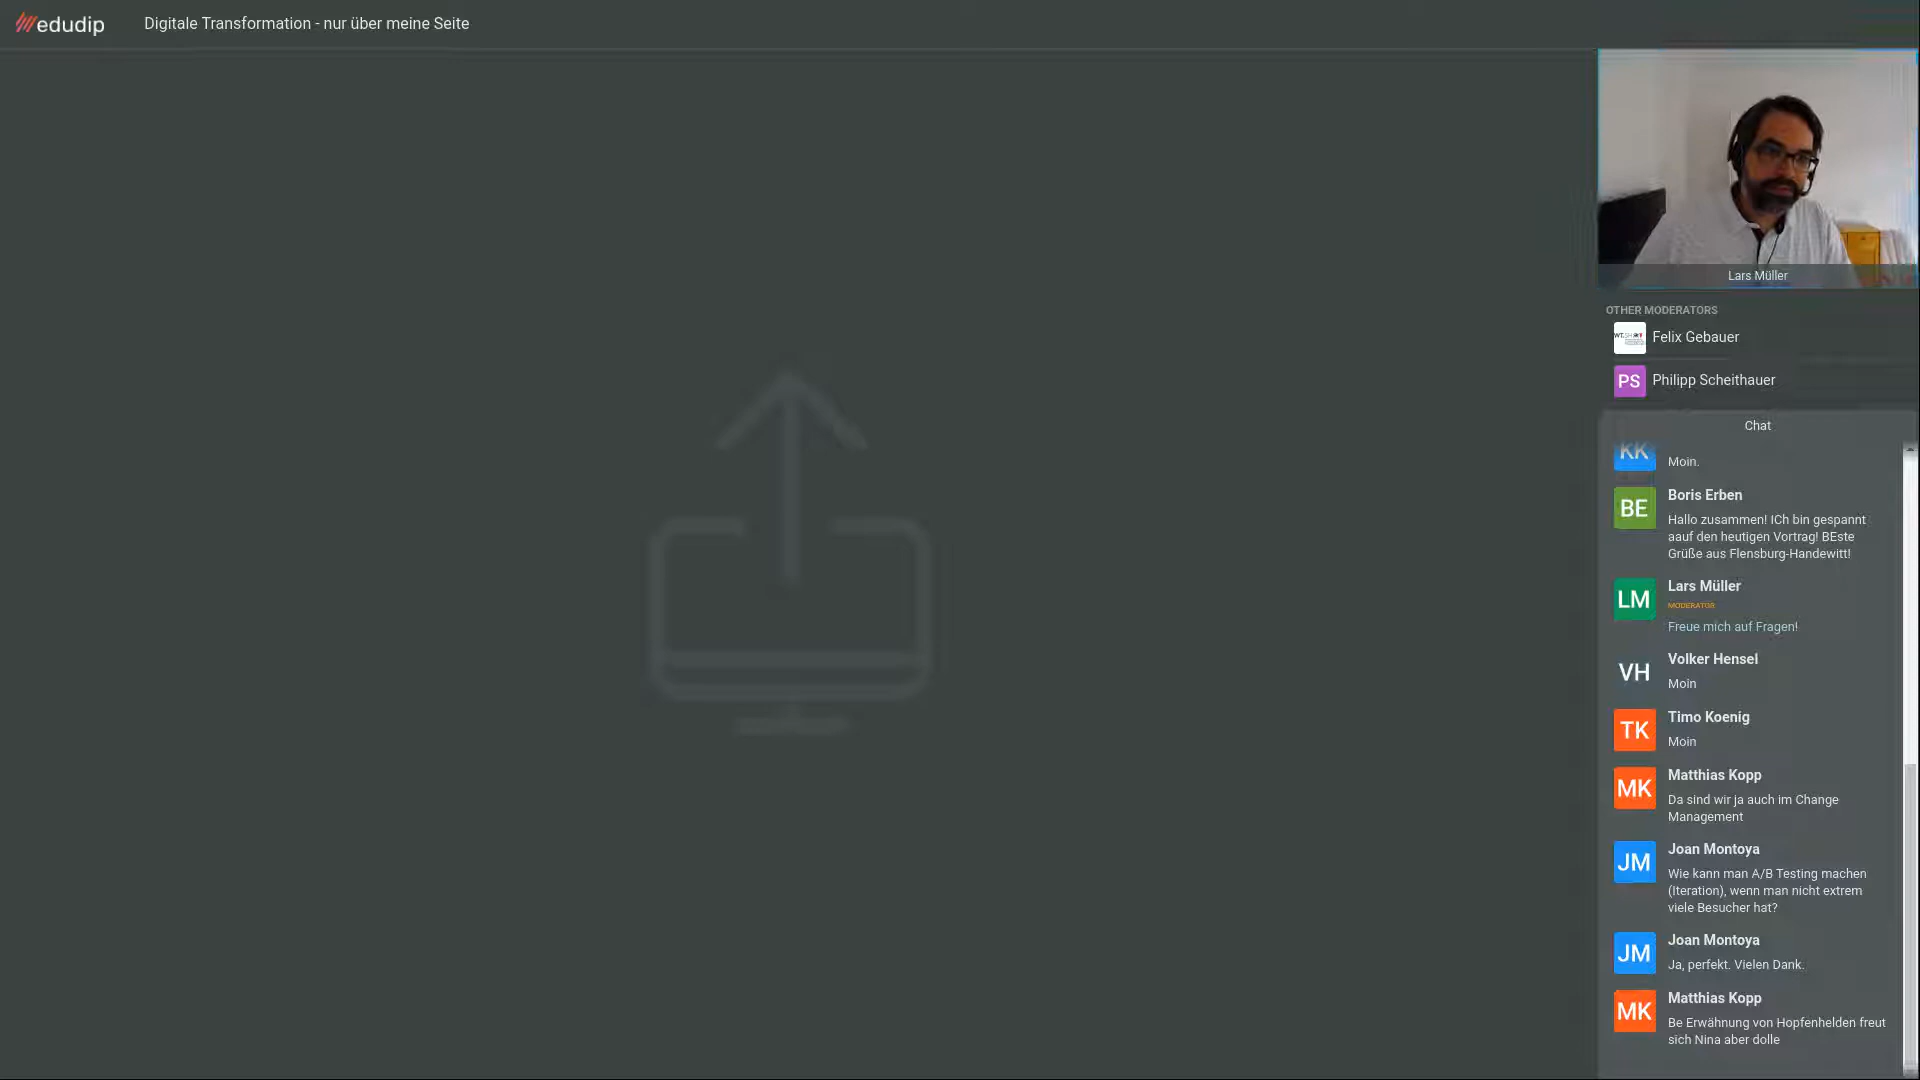 edudip
Digitale Transformation - nur über meine Seite
Lars Müller
OTHER MODERATORS
Felix Gebauer
PS
Philipp Scheithauer
Chat
KK
Moin.
BE
Boris Erben
Hallo zusammen! ICh bin gespannt
aauf den heutigen Vortrag! BEste
Grüße aus Flensburg-Handewitt!
LM
Lars Müller
MODERATOR
Freue mich auf Fragen!
VH
Volker Hensel
Moin
TK
Timo Koenig
Moin
MK
Matthias Kopp
Da sind wir ja auch im Change
Management
JM
Joan Montoya
Wie kann man A/B Testing machen
(Iteration), wenn man nicht extrem
viele Besucher hat?
JM
Joan Montoya
Ja, perfekt. Vielen Dank.
MK
Matthias Kopp
Be Erwähnung von Hopfenhelden freut
sich Nina aber dolle